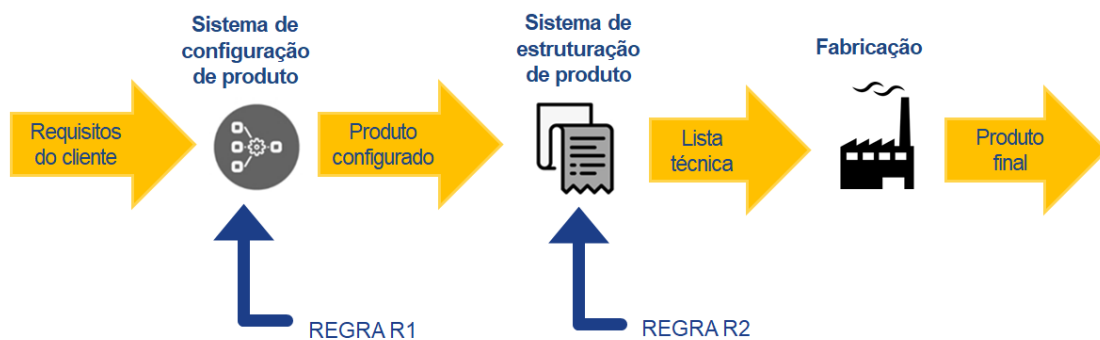 Sistema de
configuração
de produto
Sistema de
estruturação
de produto
Fabricação
Requisitos
do cliente
Produto
configurado
Lista
técnica
Produto
final
REGRA R1
REGRA R2